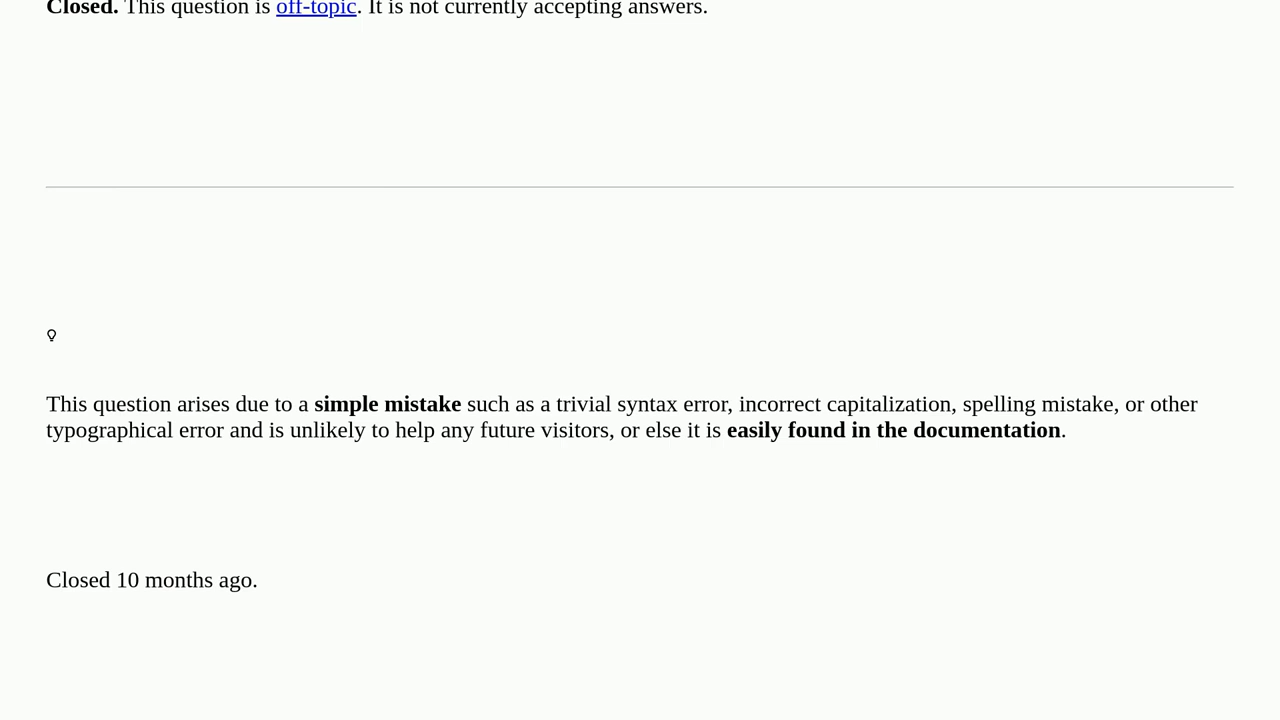 Closed. This question is off-topic. It is not currently accepting answers.
This question arises due to a simple mistake such as a trivial syntax error, incorrect capitalization, spelling mistake, or other
typographical error and is unlikely to help any future visitors, or else it is easily found in the documentation.
Closed 10 months ago.